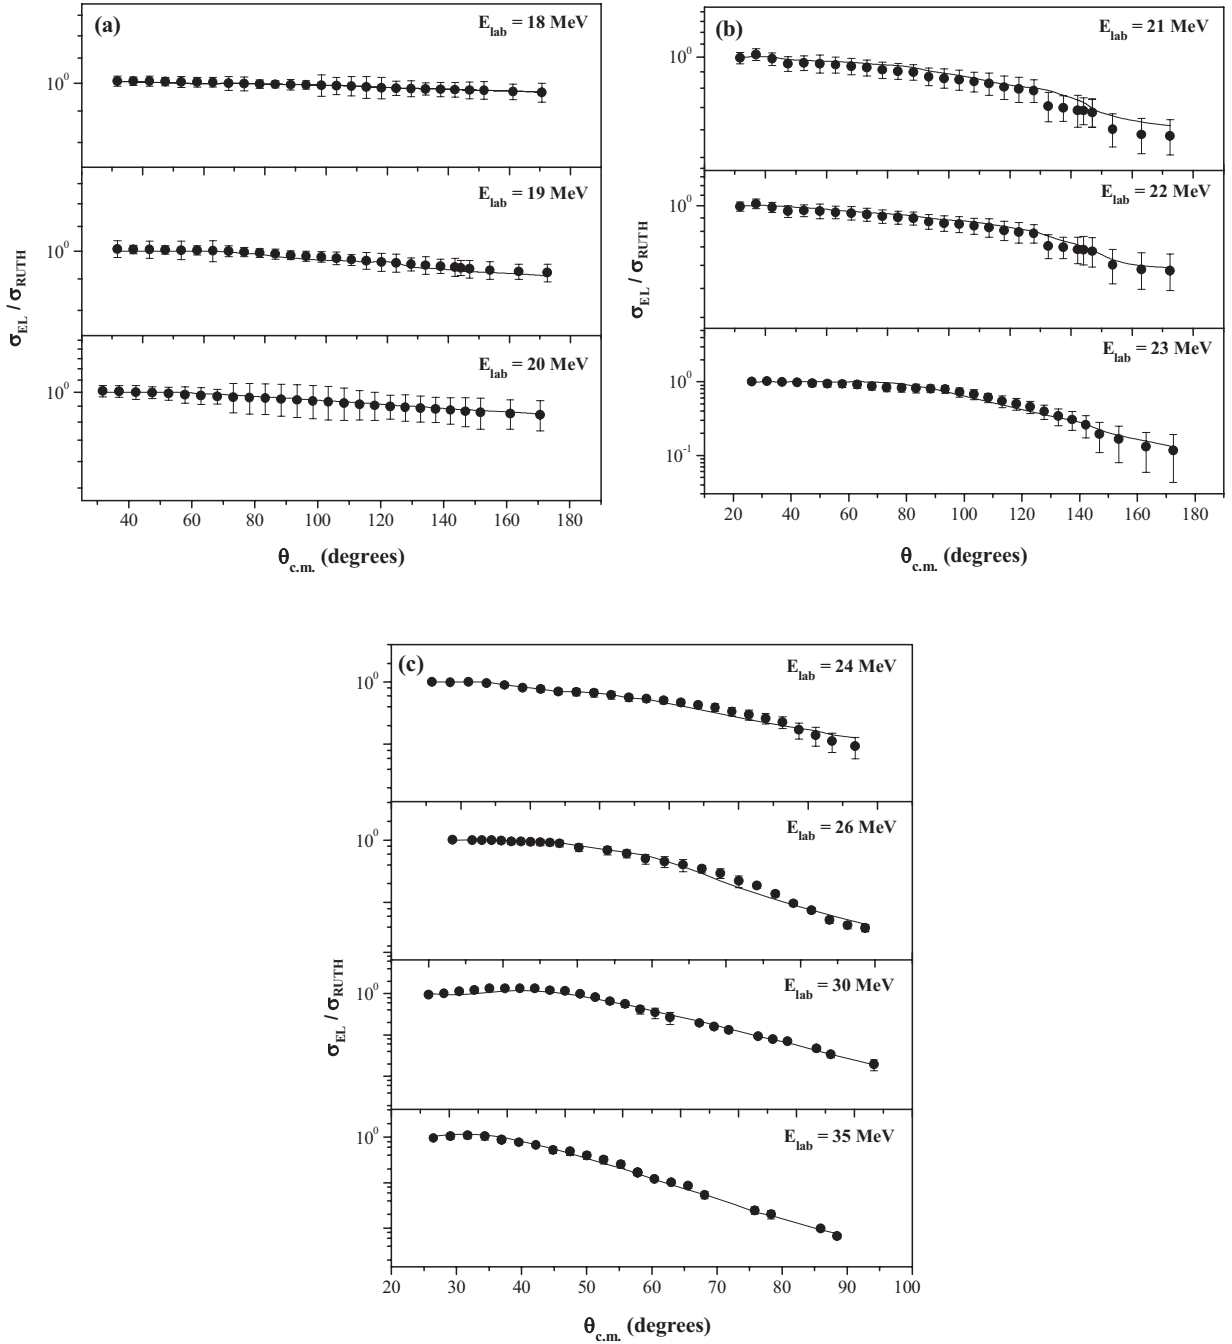 (a)
E_lab = 18 MeV
10^0
E_lab = 19 MeV
10^0
σ_EL / σ_RUTH
E_lab = 20 MeV
10^0
40 60 80 100 120 140 160 180
θ_c.m. (degrees)
(b)
E_lab = 21 MeV
10^0
E_lab = 22 MeV
10^0
σ_EL / σ_RUTH
E_lab = 23 MeV
10^0
10^-1
20 40 60 80 100 120 140 160 180
θ_c.m. (degrees)
(c)
E_lab = 24 MeV
10^0
E_lab = 26 MeV
10^0
σ_EL / σ_RUTH
E_lab = 30 MeV
10^0
E_lab = 35 MeV
10^0
20 30 40 50 60 70 80 90 100
θ_c.m. (degrees)